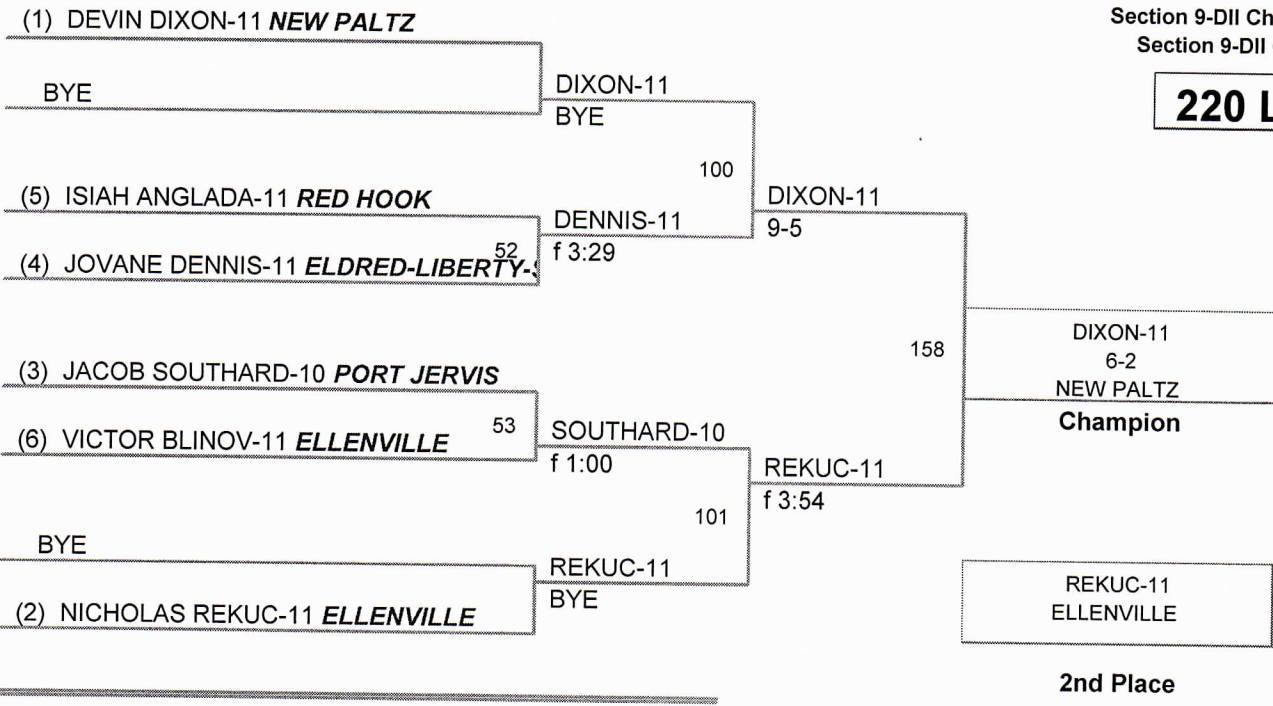 (1) DEVIN DIXON-11 NEW PALTZ
Section 9-DII Ch
Section 9-DII
220 L
BYE
DIXON-11
BYE
100
(5) ISIAH ANGLADA-11 RED HOOK
DIXON-11
9-5
DENNIS-11
f 3:29
52
(4) JOVANE DENNIS-11 ELDRED-LIBERTY-
DIXON-11
6-2
NEW PALTZ
Champion
158
(3) JACOB SOUTHARD-10 PORT JERVIS
53
(6) VICTOR BLINOV-11 ELLENVILLE
SOUTHARD-10
f 1:00
REKUC-11
f 3:54
101
BYE
REKUC-11
BYE
(2) NICHOLAS REKUC-11 ELLENVILLE
REKUC-11
ELLENVILLE
2nd Place